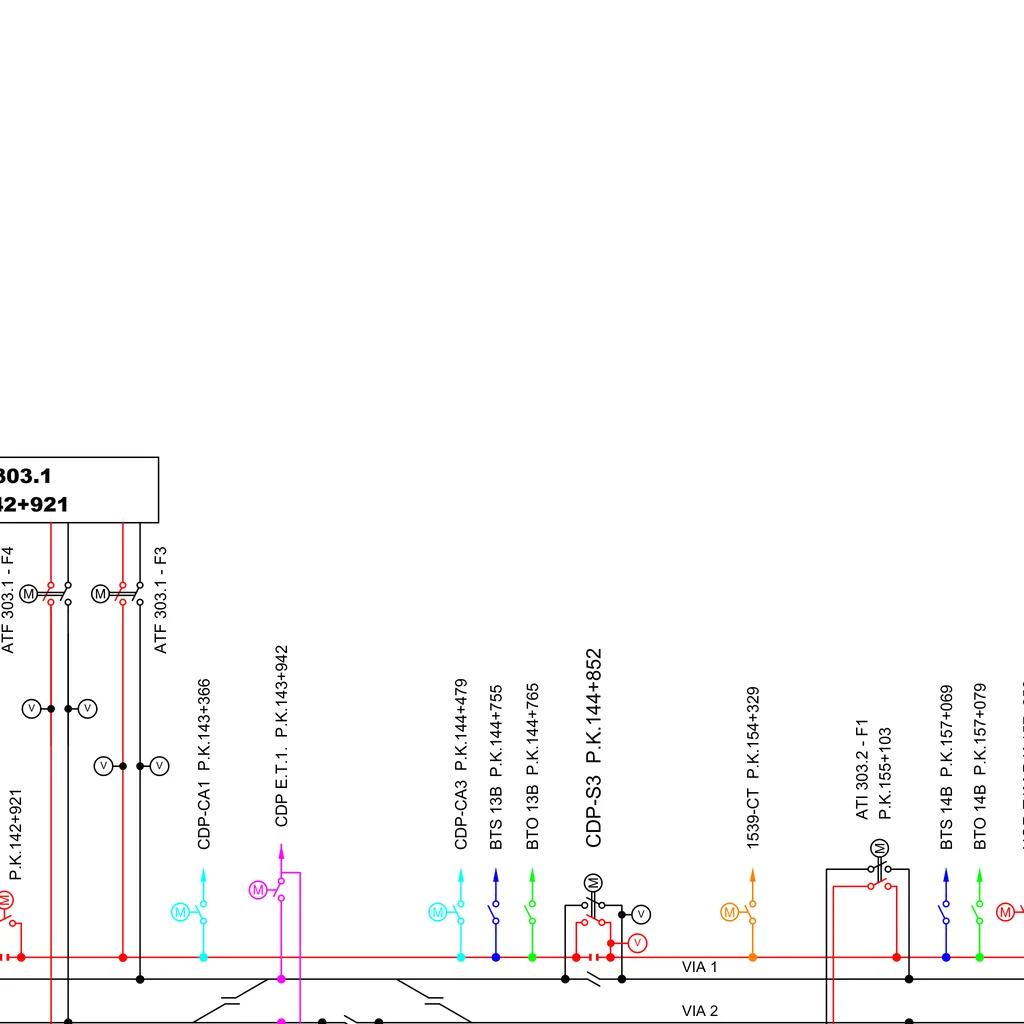 303.1
42+921
ATF 303.1 - F4
ATF 303.1 - F3
M
M
V
V
V
V
P.K.142+921
M
CDP-CA1 P.K.143+366
M
CDP E.T.1. P.K.143+942
M
CDP-CA3 P.K.144+479
M
BTS 13B P.K.144+755
BTO 13B P.K.144+765
CDP-S3 P.K.144+852
M
V
V
1539-CT P.K.154+329
M
ATI 303.2 - F1
P.K.155+103
M
BTS 14B P.K.157+069
BTO 14B P.K.157+079
M
VIA 1
VIA 2